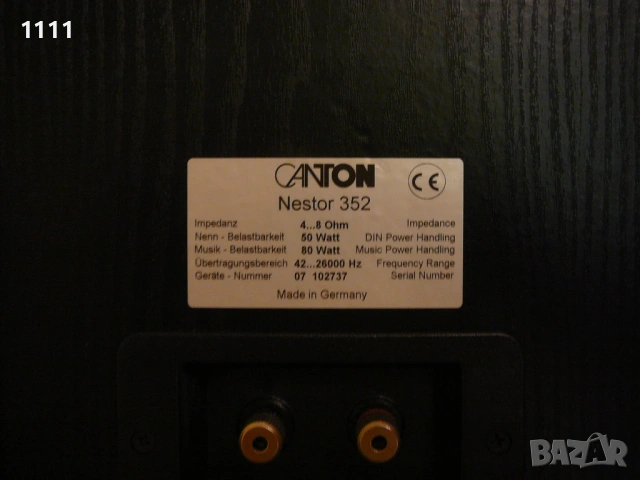 1111
CANTON
CE
Nestor 352
Impedanz 4...8 Ohm Impedance
Nenn - Belastbarkeit 50 Watt DIN Power Handling
Musik - Belastbarkeit 80 Watt Music Power Handling
Übertragungsbereich 42...26000 Hz Frequency Range
Geräte - Nummer 07 102737 Serial Number
Made in Germany
BAZAR